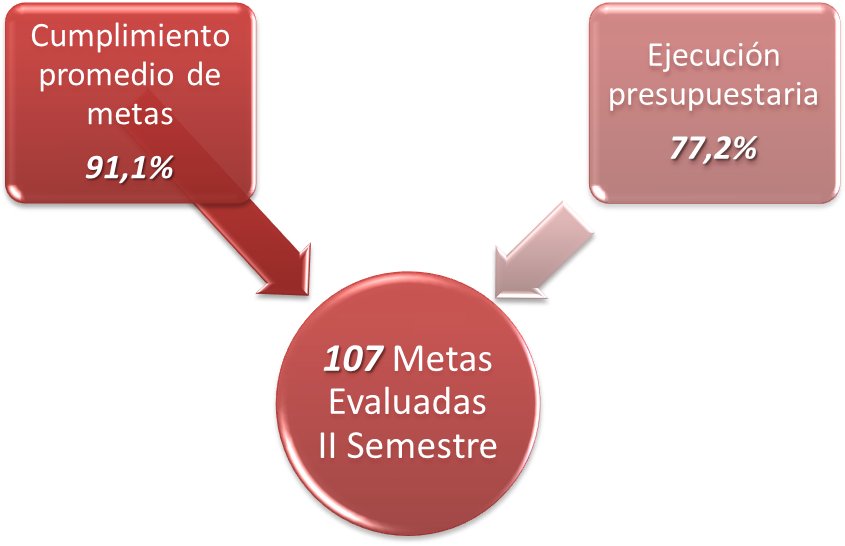 Cumplimiento
promedio de
metas
91,1%
Ejecución
presupuestaria
77,2%
107 Metas
Evaluadas
II Semestre